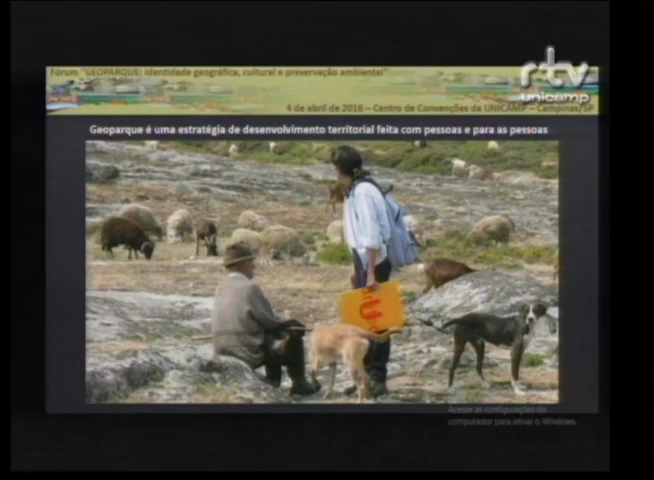 Fórum "GEOPARQUE: Identidade geográfica, cultural e preservação ambiental"
rtv
unicamp
4 de abril de 2016 – Centro de Convenções da UNICAMP – Campinas/SP
Geoparque é uma estratégia de desenvolvimento territorial feita com pessoas e para as pessoas
Acesse as configurações do
computador para ativar o Windows.